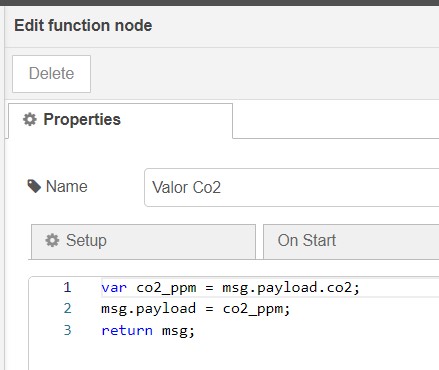 Edit function node
Delete
Properties
Name Valor Co2
Setup On Start
1 var co2_ppm = msg.payload.co2;
2 msg.payload = co2_ppm;
3 return msg;